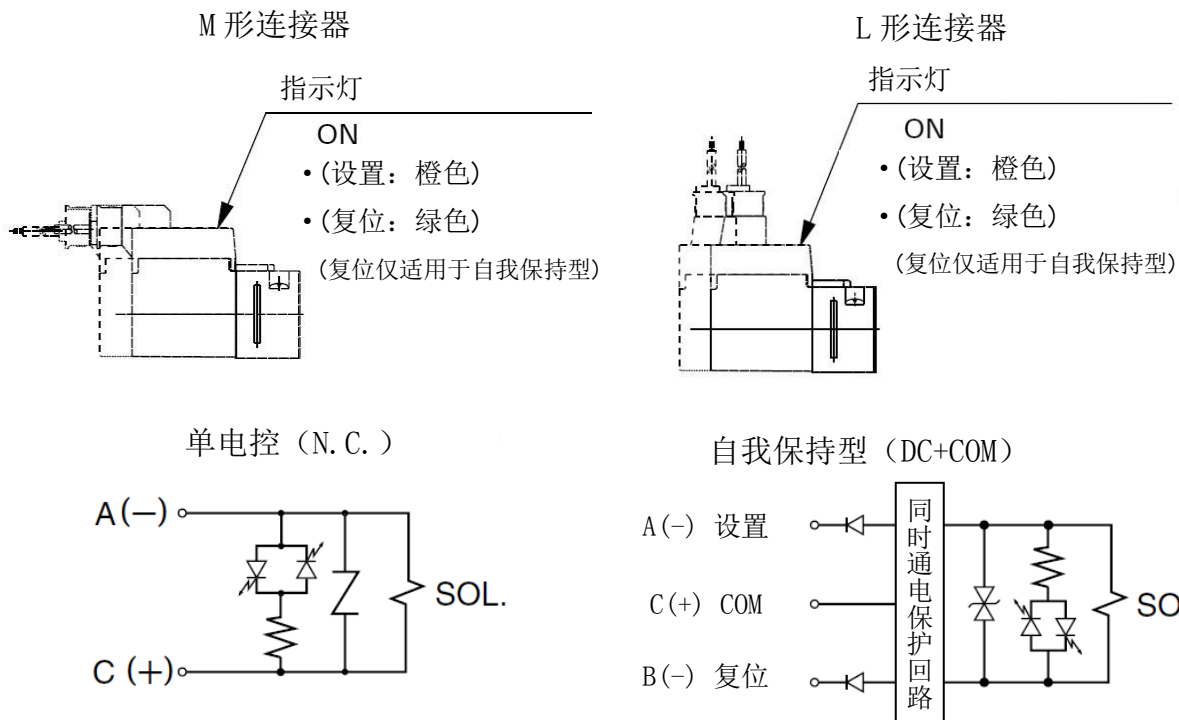 M 形连接器
指示灯
ON
•(设置：橙色)
•(复位：绿色)
(复位仅适用于自我保持型)
L 形连接器
指示灯
ON
•(设置：橙色)
•(复位：绿色)
(复位仅适用于自我保持型)
单电控（N.C.）
A(—)
SOL.
C (+)
自我保持型（DC+COM）
A(-) 设置
C(+) COM
B(-) 复位
同时通电保护回路
SO